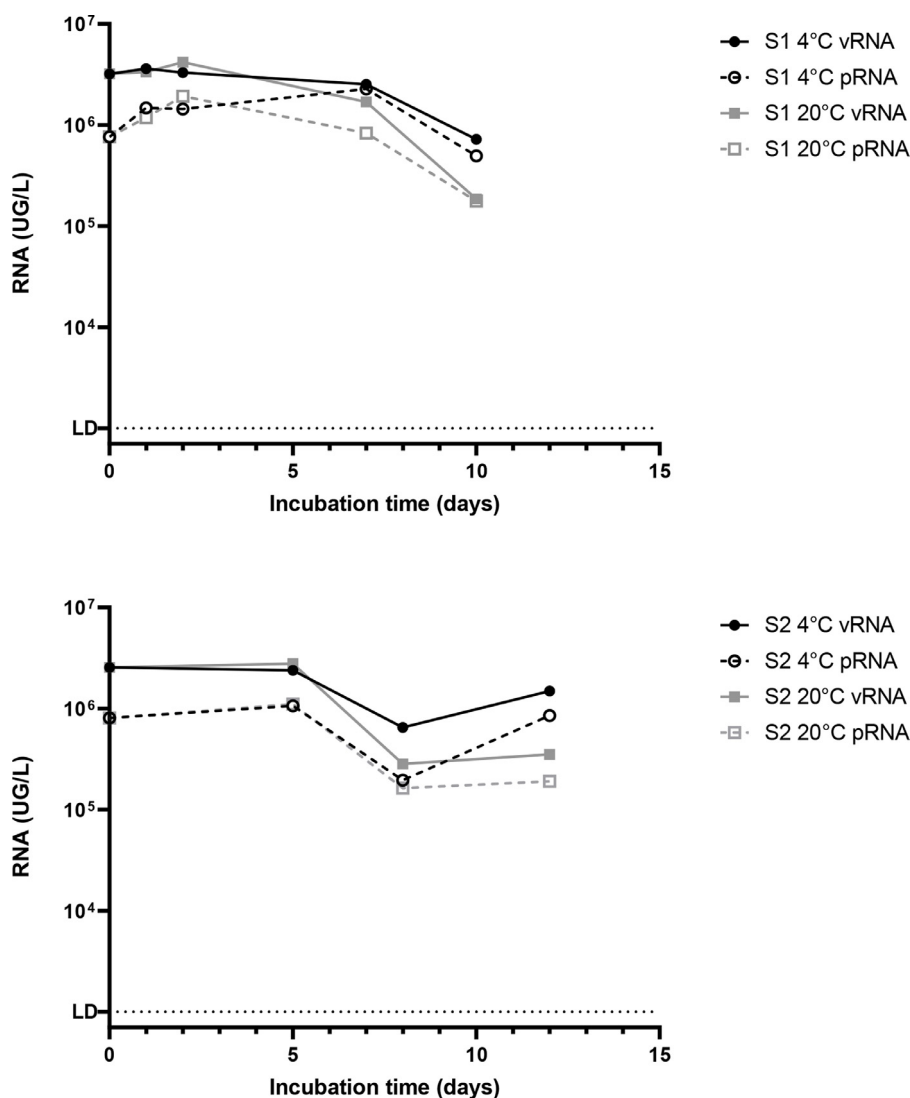 10⁷
10⁶
10⁵
10⁴
LD
RNA (UG/L)
0
5
10
15
Incubation time (days)
S1 4°C vRNA
S1 4°C pRNA
S1 20°C vRNA
S1 20°C pRNA
10⁷
10⁶
10⁵
10⁴
LD
RNA (UG/L)
0
5
10
15
Incubation time (days)
S2 4°C vRNA
S2 4°C pRNA
S2 20°C vRNA
S2 20°C pRNA